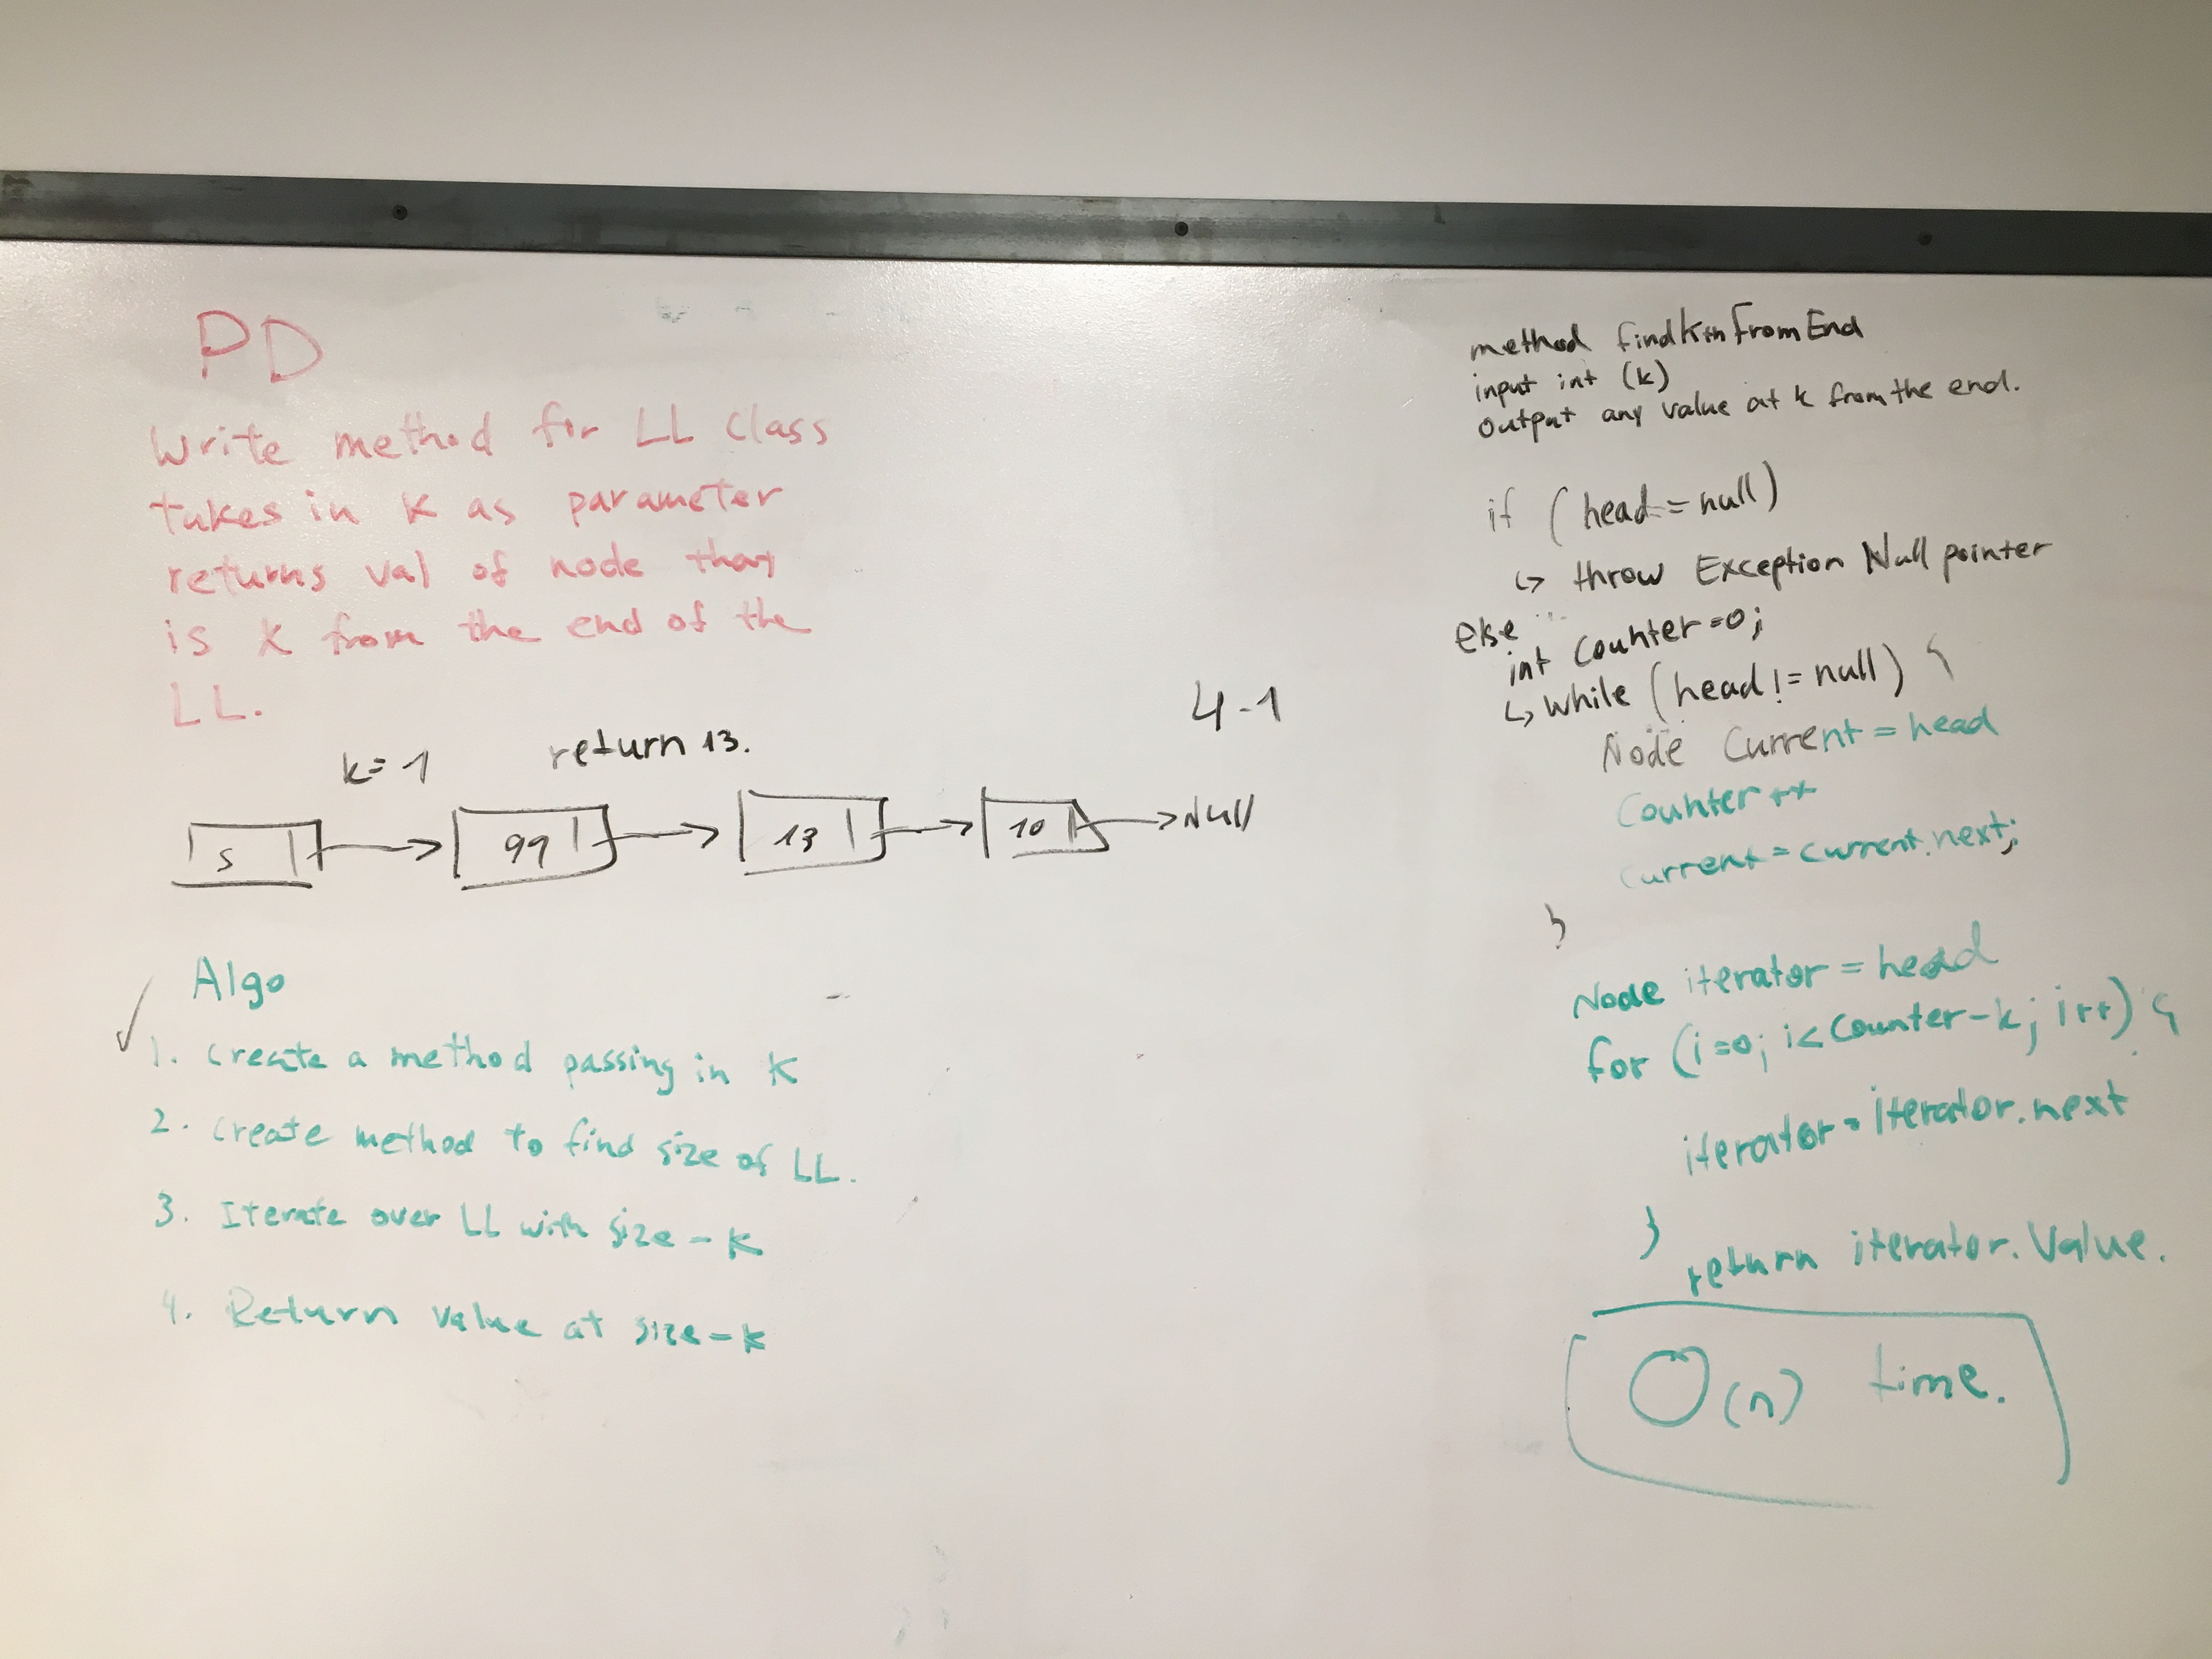 PD
Write method for LL class
takes in K as parameter
returns val of node that
is K from the end of the
LL.
k=1
return 13.
4-1
5
99
13
10
Null
Algo
1. Create a method passing in K
2. Create method to find size of LL.
3. Iterate over LL with size - K
4. Return value at size - k
method findKthFromEnd
input int (k)
output any value at k from the end.
if (head == null)
↳ throw Exception Null pointer
else
int Counter=0;
↳ while (head != null) {
Node Current = head
Counter ++
Current = current.next;
}
Node iterator = head
for (i=0; i< Counter-k; i++) {
iterator = iterator.next
}
return iterator.Value.
O(n) time.